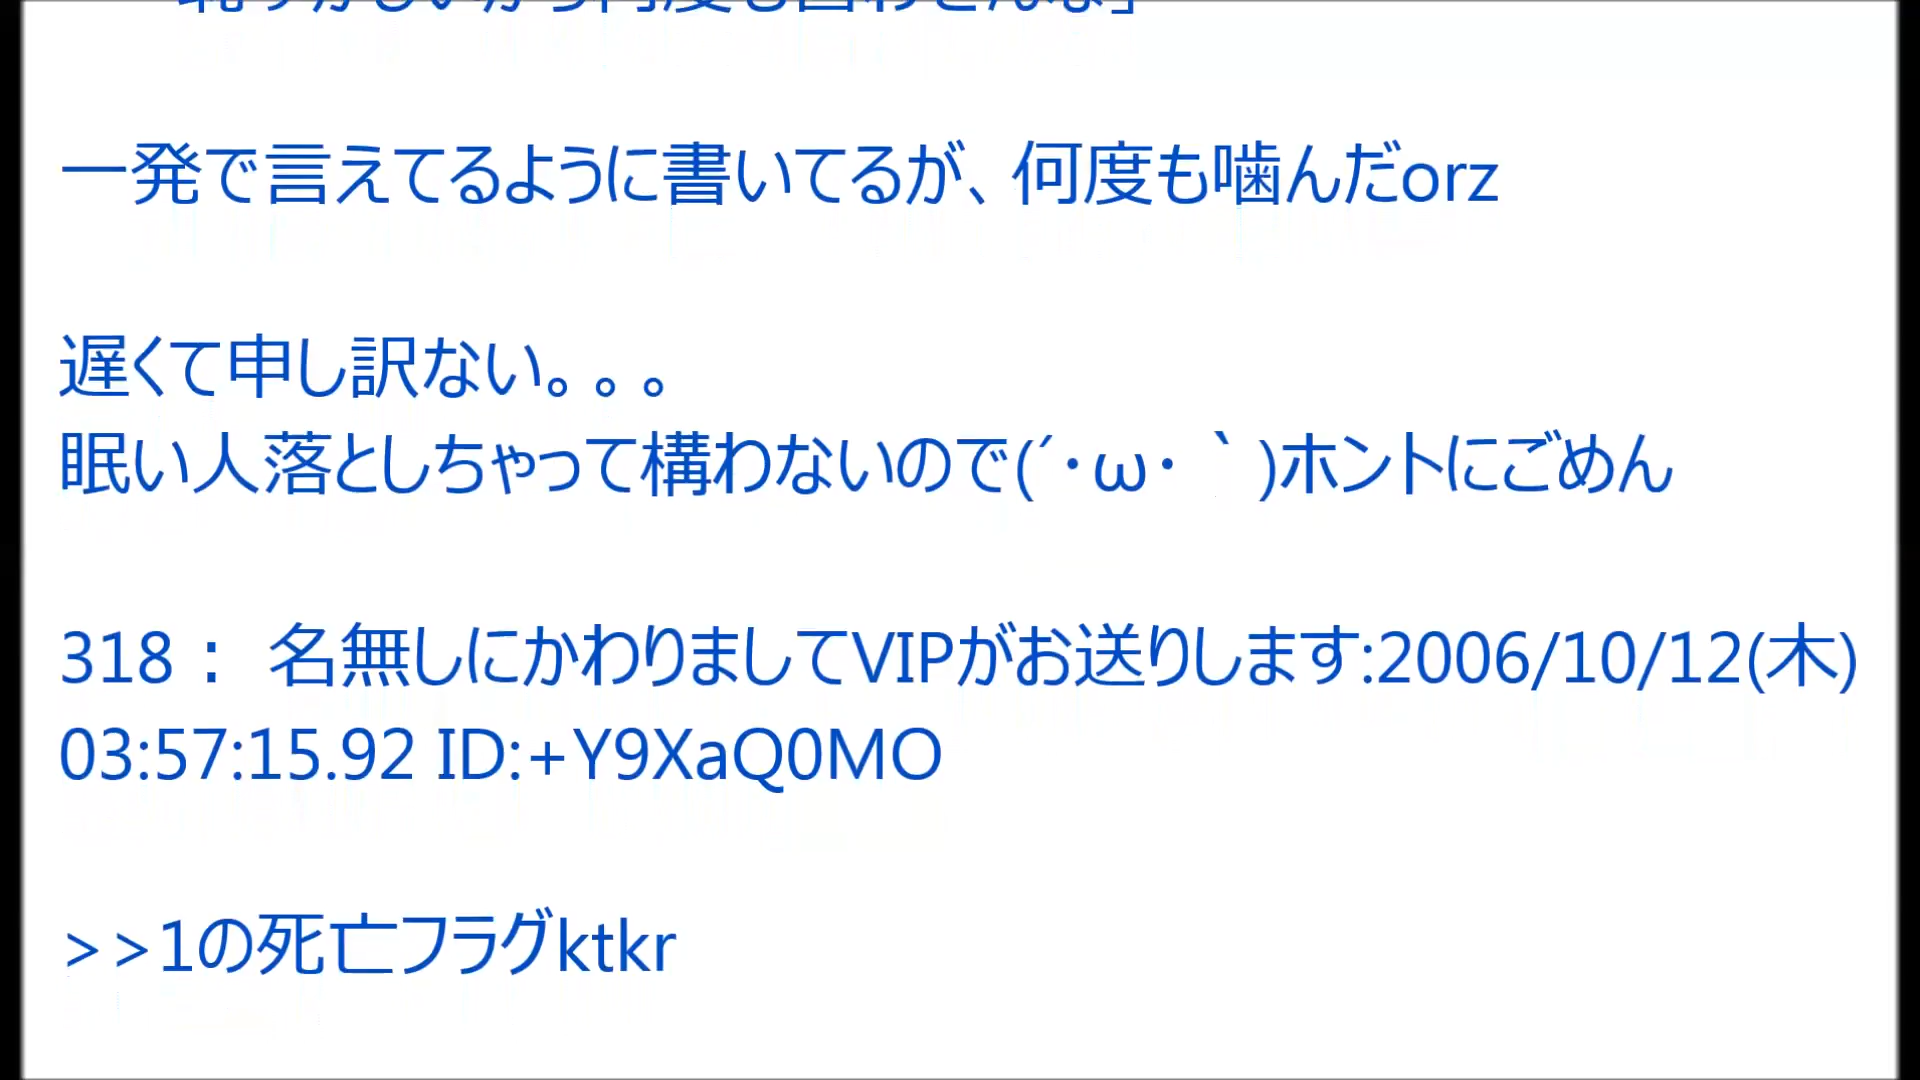 一発で言えてるように書いてるが、何度も噛んだorz
遅くて申し訳ない。。。
眠い人落としちゃって構わないので(´･ω･｀)ホントにごめん
318： 名無しにかわりましてVIPがお送りします:2006/10/12(木)
03:57:15.92 ID:+Y9XaQ0MO
>>1の死亡フラグktkr